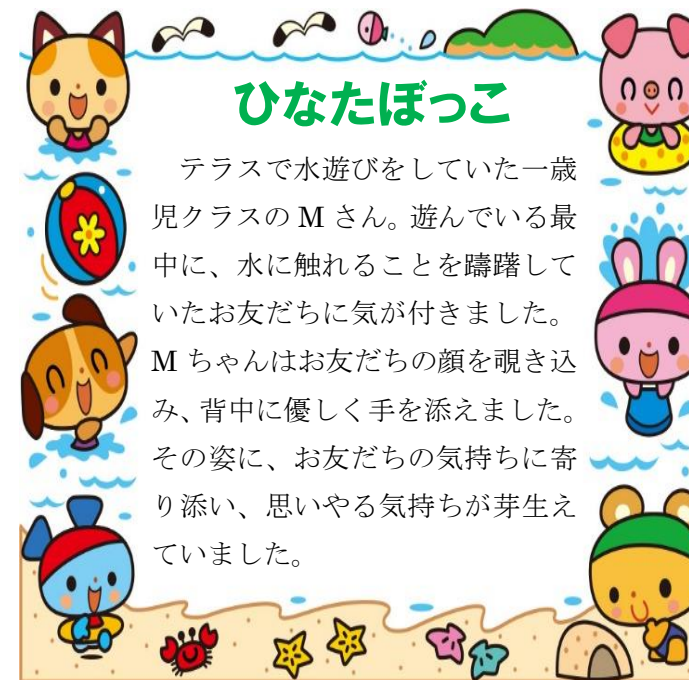 ひなたぼっこ
テラスで水遊びをしていた一歳
児クラスの M さん。遊んでいる最
中に、水に触れることを躊躇して
いたお友だちに気が付きました。
M ちゃんはお友だちの顔を覗き込
み、背中に優しく手を添えました。
その姿に、お友だちの気持ちに寄
り添い、思いやる気持ちが芽生え
ていました。